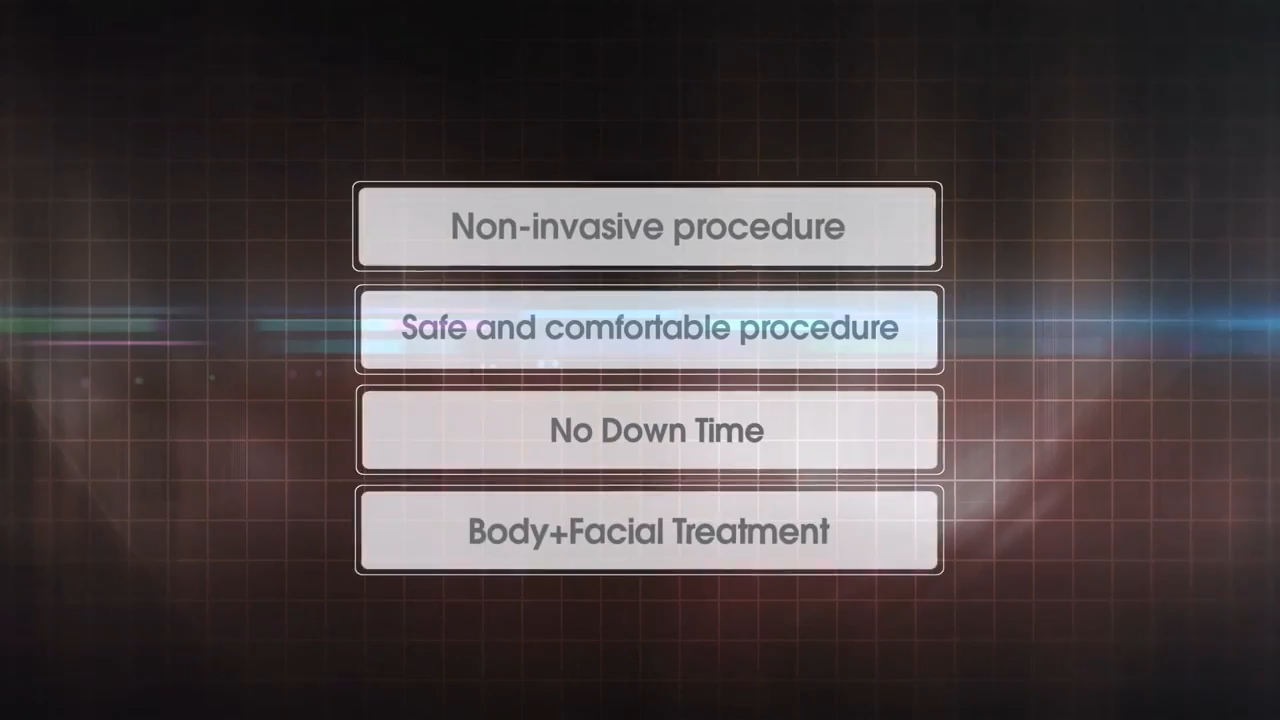 Non-invasive procedure
Safe and comfortable procedure
No Down Time
Body+Facial Treatment